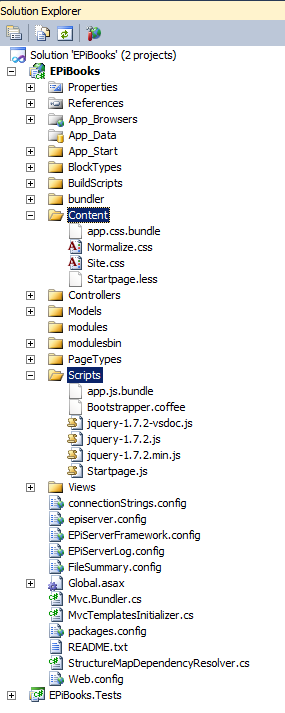 Solution Explorer
Solution 'EPiBooks' (2 projects)
EPiBooks
Properties
References
App_Browsers
App_Data
App_Start
BlockTypes
BuildScripts
bundler
Content
app.css.bundle
Normalize.css
Site.css
Startpage.less
Controllers
Models
modules
modulesbin
PageTypes
Scripts
app.js.bundle
Bootstrapper.coffee
jquery-1.7.2-vsdoc.js
jquery-1.7.2.js
jquery-1.7.2.min.js
Startpage.js
Views
connectionStrings.config
episerver.config
EPiServerFramework.config
EPiServerLog.config
FileSummary.config
Global.asax
Mvc.Bundler.cs
MvcTemplatesInitializer.cs
packages.config
README.txt
StructureMapDependencyResolver.cs
Web.config
EPiBooks.Tests